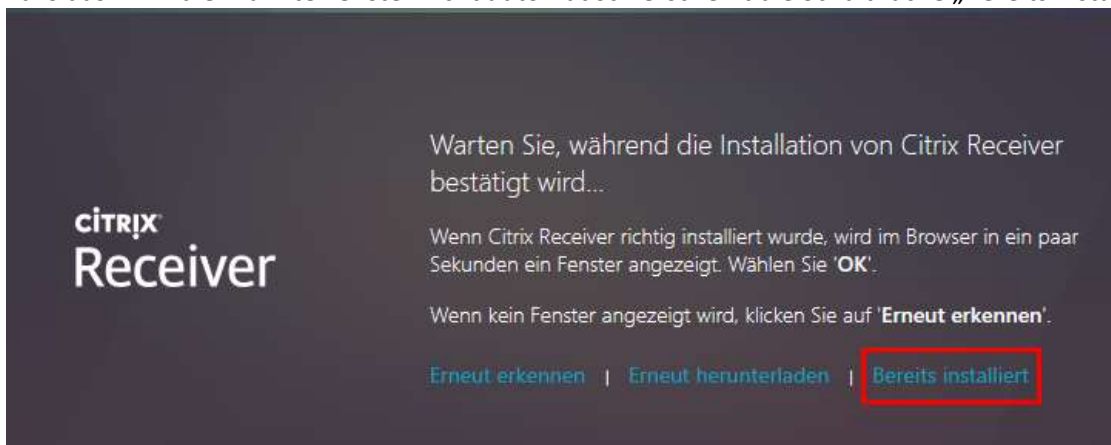 Warten Sie, während die Installation von Citrix Receiver
bestätigt wird...
CITRIX
Receiver
Wenn Citrix Receiver richtig installiert wurde, wird im Browser in ein paar
Sekunden ein Fenster angezeigt. Wählen Sie 'OK'.
Wenn kein Fenster angezeigt wird, klicken Sie auf 'Erneut erkennen'.
Erneut erkennen | Erneut herunterladen | Bereits installiert